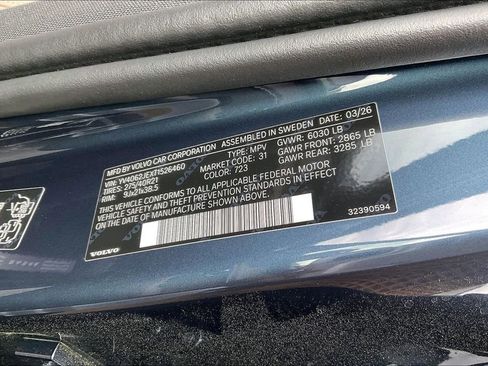 MFD BY VOLVO CAR CORPORATION ASSEMBLED IN SWEDEN DATE: 03/26
VIN: YV4062JEXT1526460 TYPE: MPV GVWR: 6030 LB
TIRES: 275/40R21 MARKET: 31 GAWR FRONT: 2865 LB
RIM: 9Jx21x38.5 COLOR: 723 GAWR REAR: 3285 LB
THIS VEHICLE CONFORMS TO ALL APPLICABLE FEDERAL MOTOR
VEHICLE SAFETY, BUMPER, AND THEFT PREVENTION STANDARDS
IN EFFECT ON THE DATE OF MANUFACTURE SHOWN ABOVE.
VOLVO
32390594